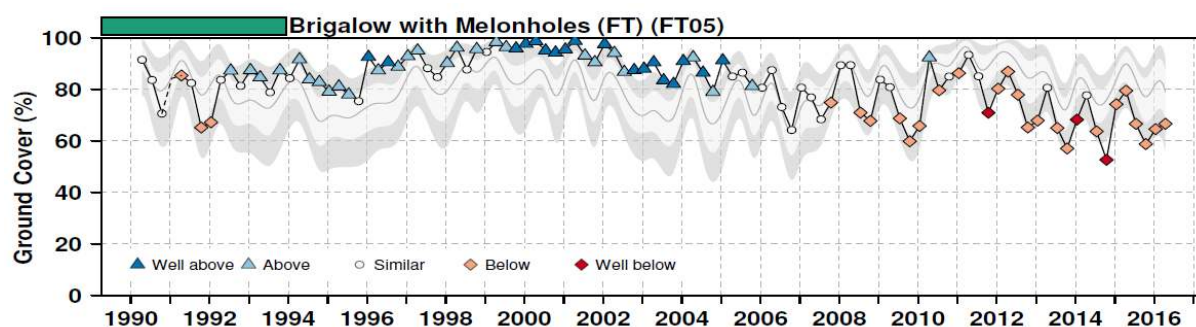 Brigalow with Melonholes (FT) (FT05)
Ground Cover (%)
100
80
60
40
20
0
Well above Above Similar Below Well below
1990 1992 1994 1996 1998 2000 2002 2004 2006 2008 2010 2012 2014 2016